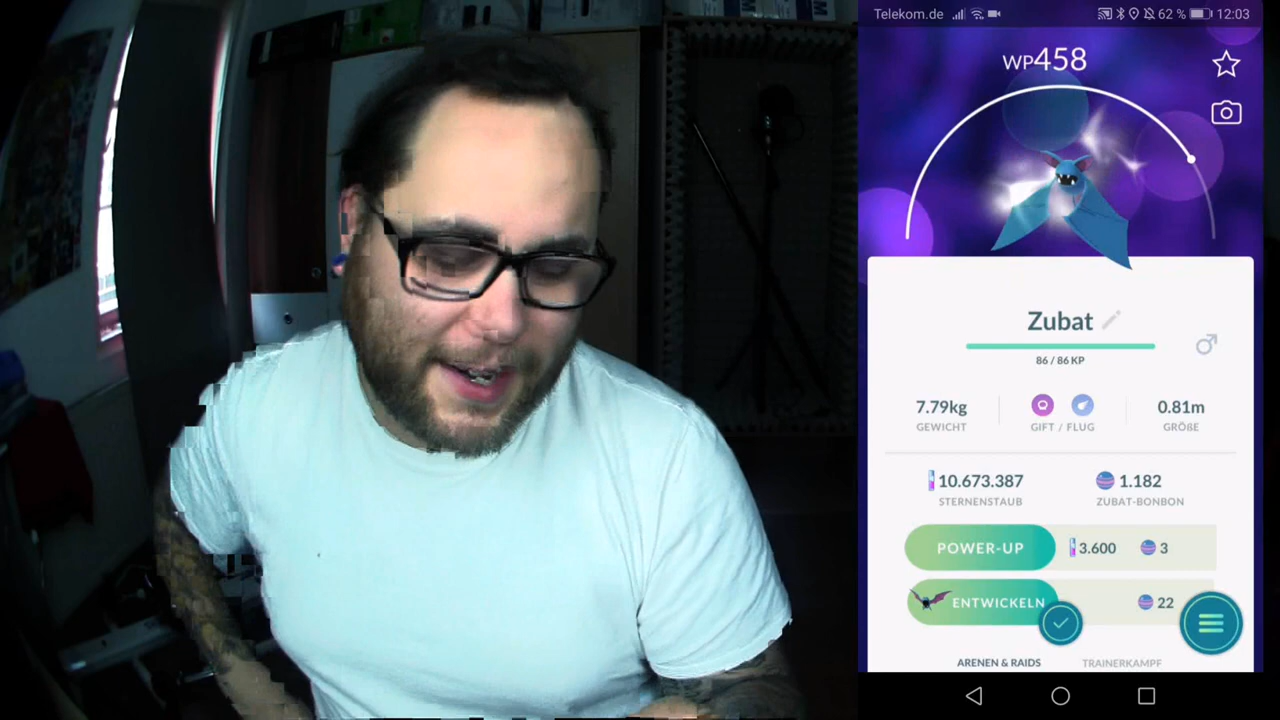 Telekom.de 62 % 12:03
WP458
Zubat
86 / 86 KP
7.79kg
GEWICHT
GIFT / FLUG
0.81m
GRÖßE
10.673.387
STERNENSTAUB
1.182
ZUBAT-BONBON
POWER-UP 3.600 3
ENTWICKELN 22
ARENEN & RAIDS TRAINERKAMPF